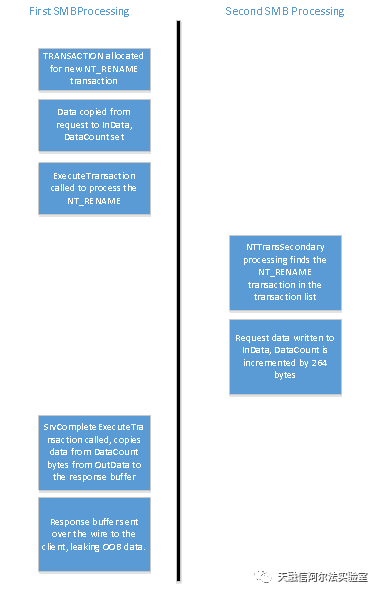 First SMBProcessing
Second SMB Processing
TRANSACTION allocated
for new NT_RENAME
transaction
Data copied from
request to InData,
DataCount set
ExecuteTransaction
called to process the
NT_RENAME
NTTransSecondary
processing finds the
NT_RENAME
transaction in the
transaction list
Request data written to
InData, DataCount is
incremented by 264
bytes
SrvCompleteExecuteTra
nsaction called, copies
data from DataCount
bytes from OutData to
the response buffer
Response buffer sent
over the wire to the
client, leaking OOB data.
天融信阿尔法实验室